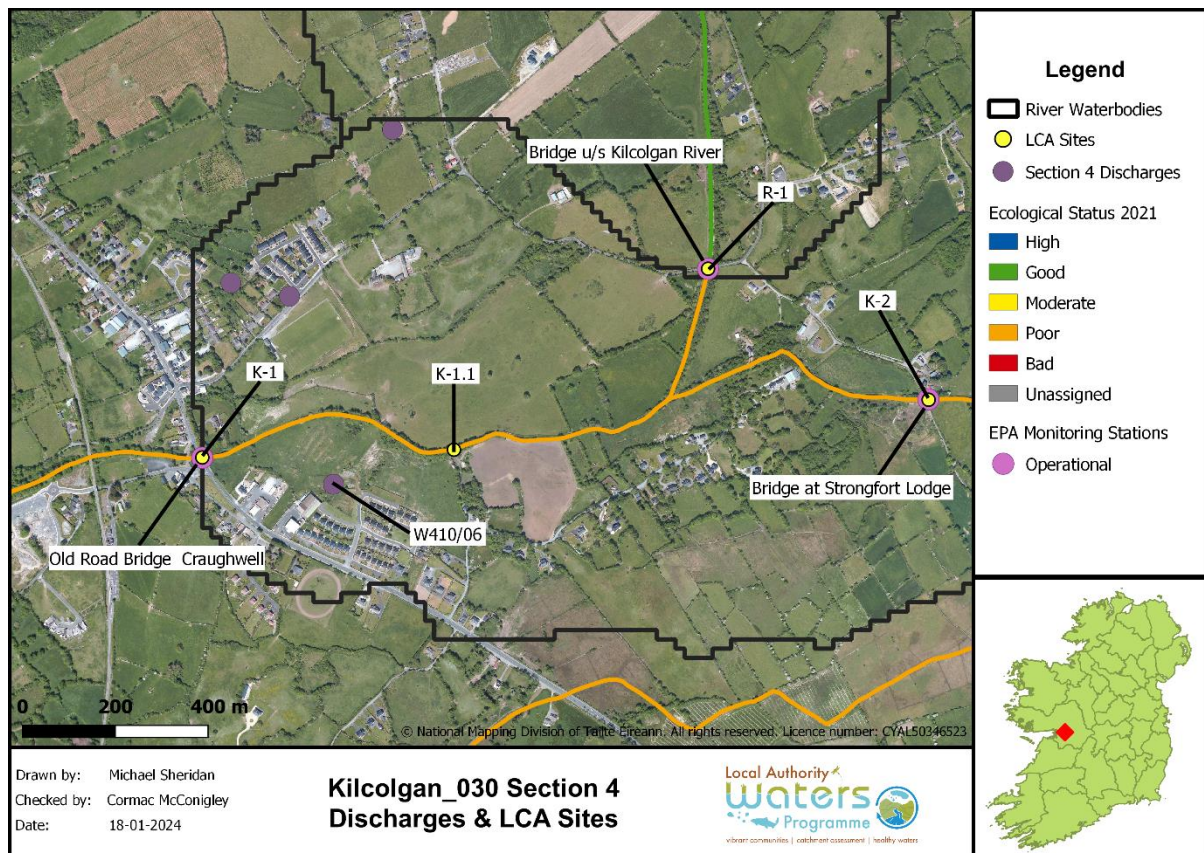 Bridge u/s Kilcolgan River
R-1
K-2
K-1
K-1.1
Bridge at Strongfort Lodge
W410/06
Old Road Bridge  Craughwell
0 200 400 m
© National Mapping Division of Tailte Éireann. All rights reserved. Licence number: CYAL50346523
Legend
River Waterbodies
LCA Sites
Section 4 Discharges
Ecological Status 2021
High
Good
Moderate
Poor
Bad
Unassigned
EPA Monitoring Stations
Operational
Drawn by: Michael Sheridan
Checked by: Cormac McConigley
Date: 18-01-2024
Kilcolgan_030 Section 4
Discharges & LCA Sites
Local Authority
Waters
Programme
vibrant communities | catchment assessment | healthy waters